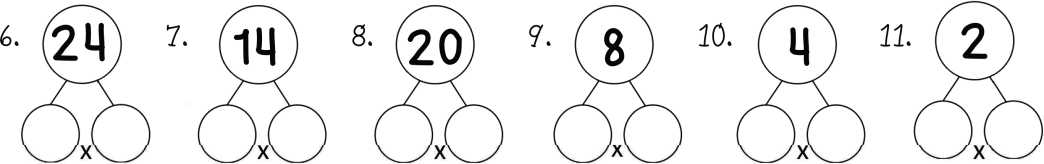 6. 24 7. 14 8. 20 9. 8 10. 4 11. 2
x x x x x x